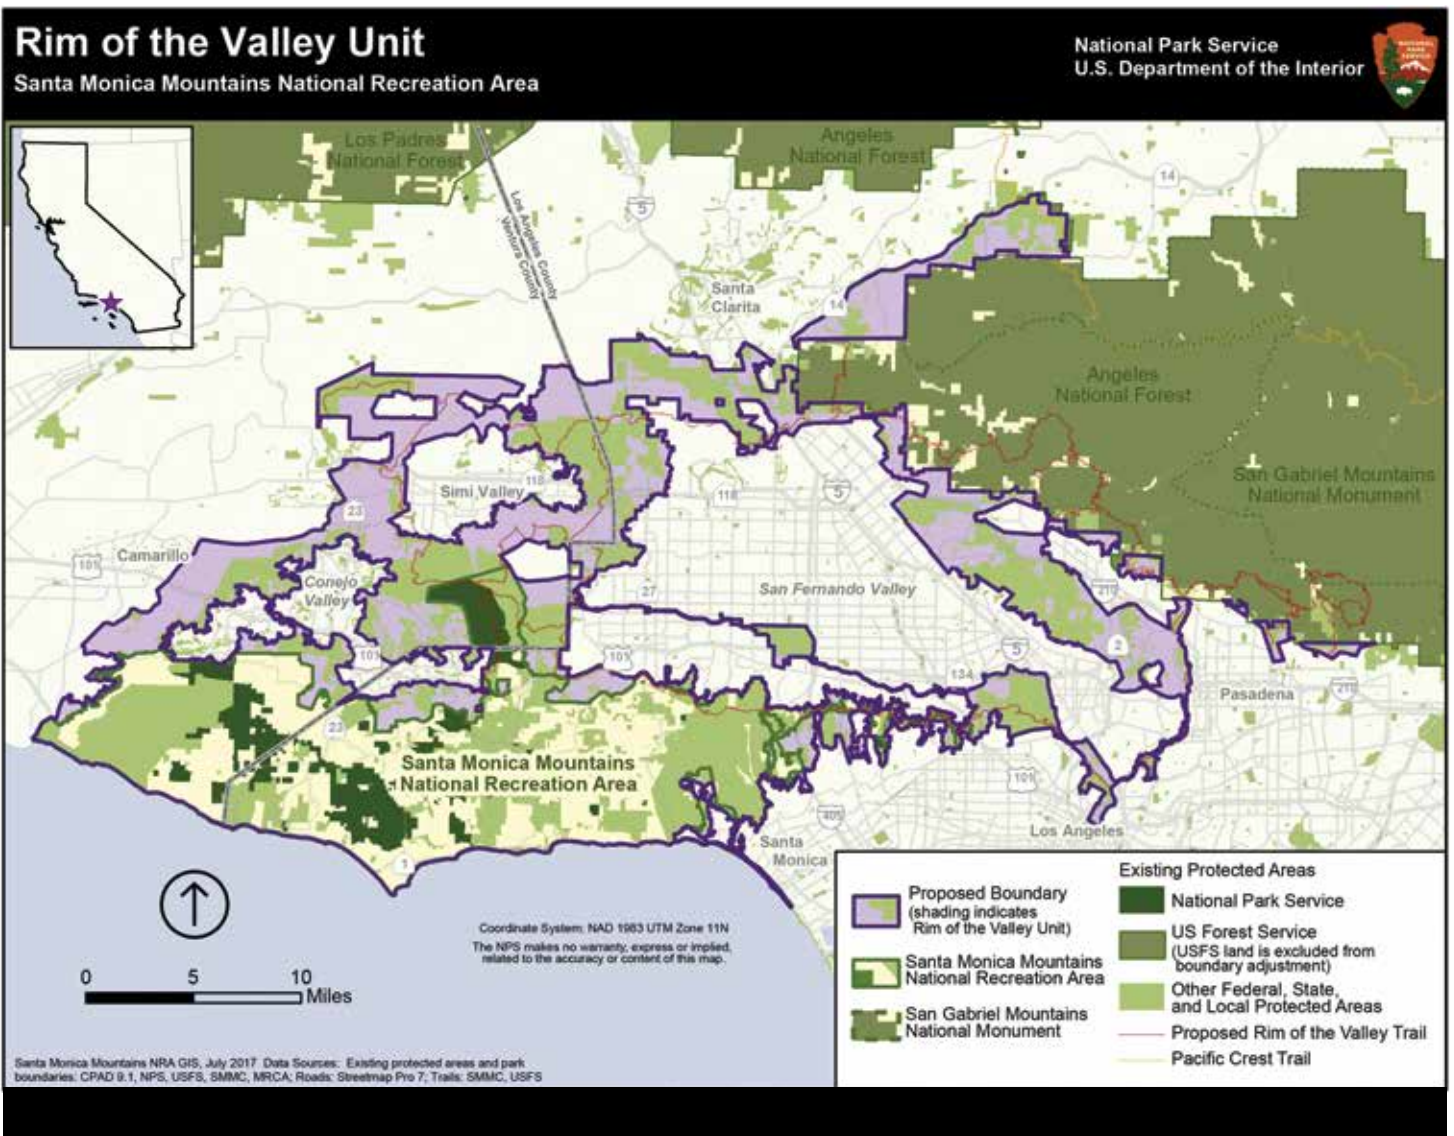 Rim of the Valley Unit
Santa Monica Mountains National Recreation Area
National Park Service
U.S. Department of the Interior
NATIONAL
PARK
SERVICE
Los Padres
National Forest
Angeles
National Forest
Los Angeles County
Ventura County
5
14
Santa
Clarita
14
Angeles
National Forest
San Gabriel Mountains
National Monument
Simi Valley
118
118
5
23
Camarillo
101
Conejo
Valley
27
San Fernando Valley
210
101
101
5
2
134
Pasadena
210
23
Santa Monica Mountains
National Recreation Area
101
405
Los Angeles
Santa
Monica
1
Coordinate System: NAD 1983 UTM Zone 11N
The NPS makes no warranty, express or implied,
related to the accuracy or content of this map.
0 5 10
Miles
Santa Monica Mountains NRA GIS, July 2017 Data Sources: Existing protected areas and park
boundaries: CPAD 9.1, NPS, USFS, SMMC, MRCA; Roads: Streetmap Pro 7; Trails: SMMC, USFS
Proposed Boundary
(shading indicates
Rim of the Valley Unit)
Santa Monica Mountains
National Recreation Area
San Gabriel Mountains
National Monument
Existing Protected Areas
National Park Service
US Forest Service
(USFS land is excluded from
boundary adjustment)
Other Federal, State,
and Local Protected Areas
Proposed Rim of the Valley Trail
Pacific Crest Trail